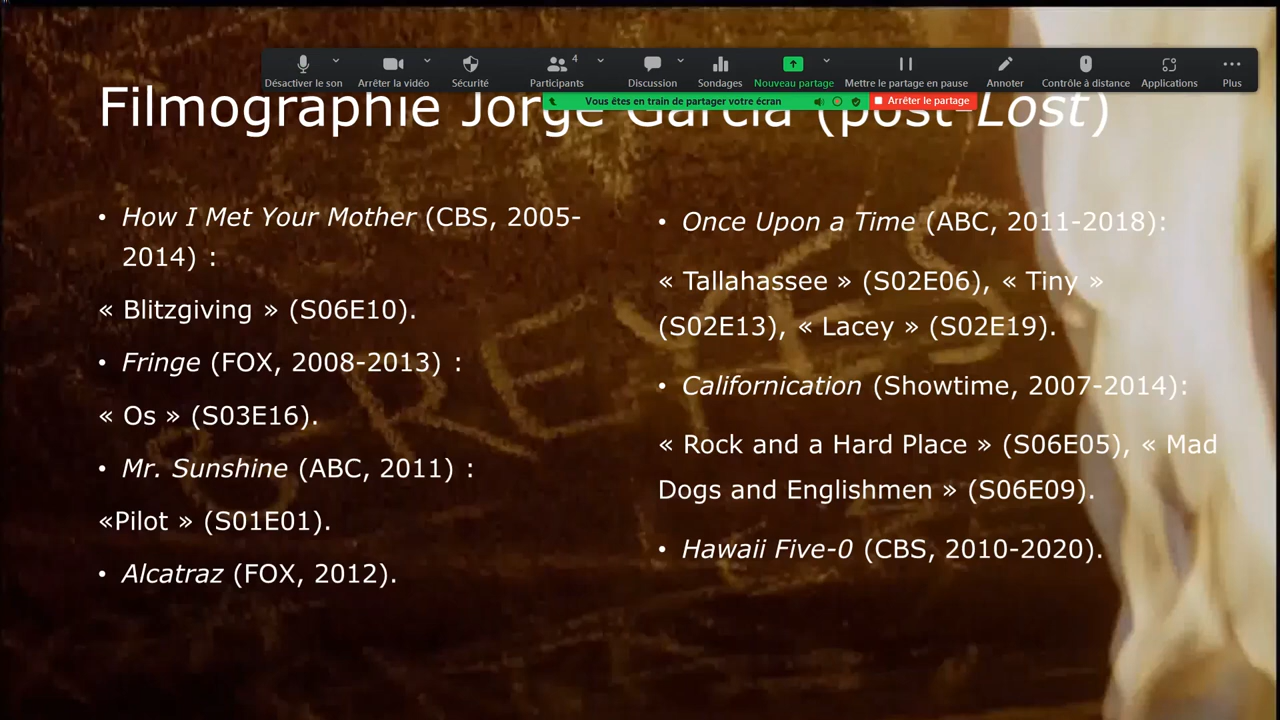 4
Désactiver le son Arrêter la vidéo Sécurité Participants Discussion Sondages Nouveau partage Mettre le partage en pause Annoter Contrôle à distance Applications Plus
Vous êtes en train de partager votre écran Arrêter le partage
Filmographie Jorge Garcia (post-Lost)
• How I Met Your Mother (CBS, 2005-
2014) :
« Blitzgiving » (S06E10).
• Fringe (FOX, 2008-2013) :
« Os » (S03E16).
• Mr. Sunshine (ABC, 2011) :
«Pilot » (S01E01).
• Alcatraz (FOX, 2012).
• Once Upon a Time (ABC, 2011-2018):
« Tallahassee » (S02E06), « Tiny »
(S02E13), « Lacey » (S02E19).
• Californication (Showtime, 2007-2014):
« Rock and a Hard Place » (S06E05), « Mad
Dogs and Englishmen » (S06E09).
• Hawaii Five-0 (CBS, 2010-2020).